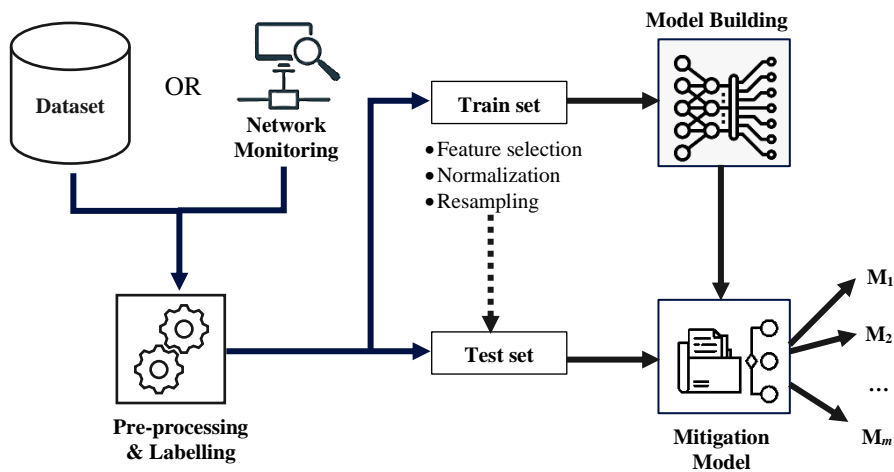 Model Building
Dataset
OR
Network
Monitoring
Train set
•Feature selection
•Normalization
•Resampling
Test set
Pre-processing
& Labelling
Mitigation
Model
M1
M2
…
Mm